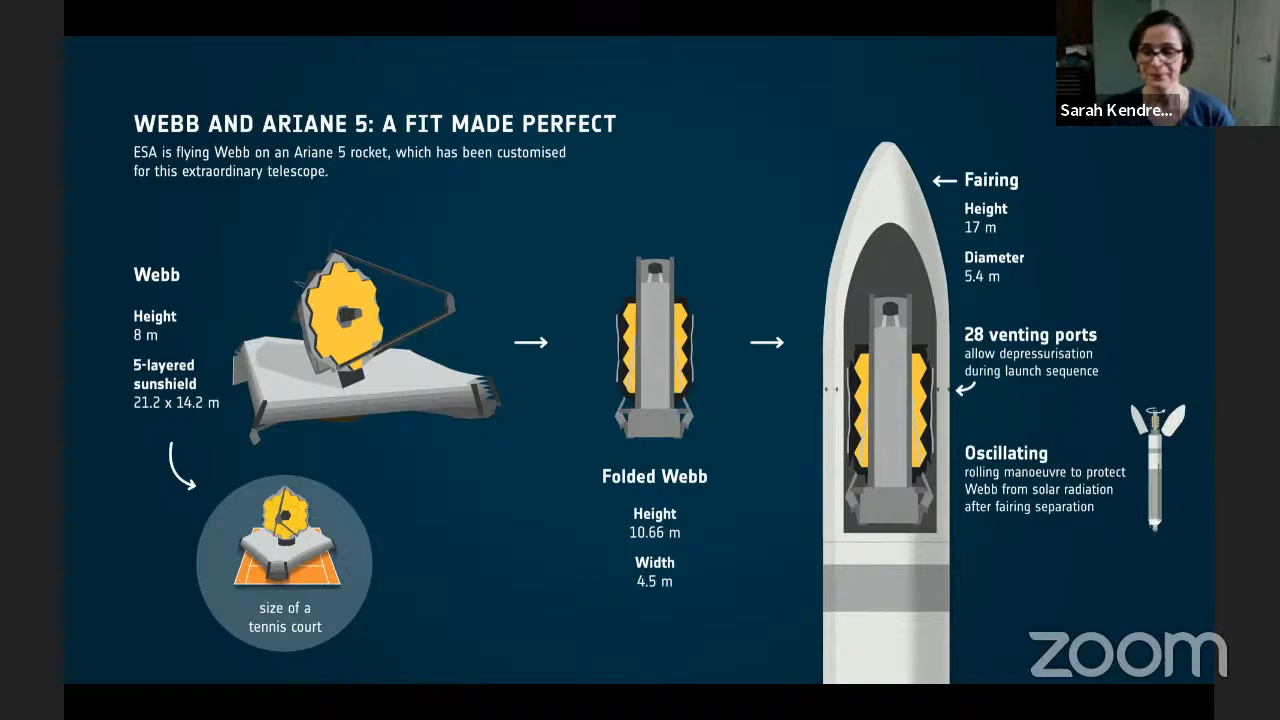 Sarah Kendre...
WEBB AND ARIANE 5: A FIT MADE PERFECT
ESA is flying Webb on an Ariane 5 rocket, which has been customised
for this extraordinary telescope.
Webb
Height
8 m
5-layered
sunshield
21.2 x 14.2 m
size of a
tennis court
Folded Webb
Height
10.66 m
Width
4.5 m
Fairing
Height
17 m
Diameter
5.4 m
28 venting ports
allow depressurisation
during launch sequence
Oscillating
rolling manoeuvre to protect
Webb from solar radiation
after fairing separation
zoom